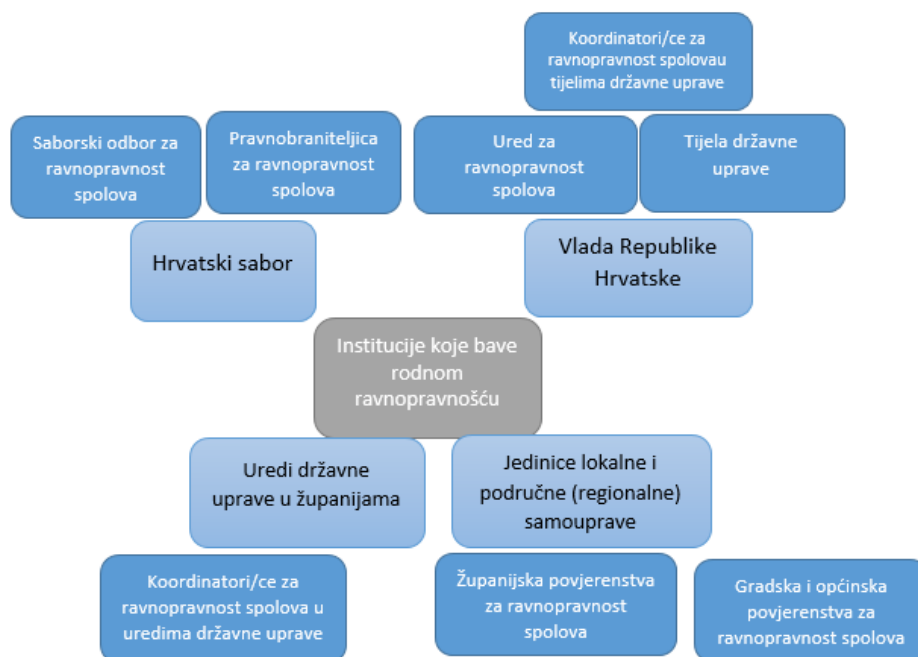 Koordinatori/ce za
ravnopravnost spolovau
tijelima državne uprave
Saborski odbor za
ravnopravnost
spolova
Pravnobraniteljica
za ravnopravnost
spolova
Ured za
ravnopravnost
spolova
Tijela državne
uprave
Hrvatski sabor
Vlada Republike
Hrvatske
Institucije koje bave
rodnom
ravnopravnošću
Uredi državne
uprave u županijama
Jedinice lokalne i
područne (regionalne)
samouprave
Koordinatori/ce za
ravnopravnost spolova u
uredima državne uprave
Županijska povjerenstva
za ravnopravnost
spolova
Gradska i općinska
povjerenstva za
ravnopravnost spolova